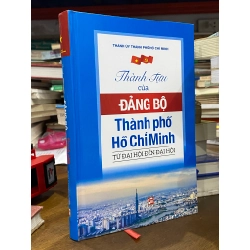 THÀNH ỦY THÀNH PHỐ HỒ CHÍ MINH
Thành Tựu
của
ĐẢNG BỘ
Thành phố
Hồ Chí Minh
TỪ ĐẠI HỘI ĐẾN ĐẠI HỘI